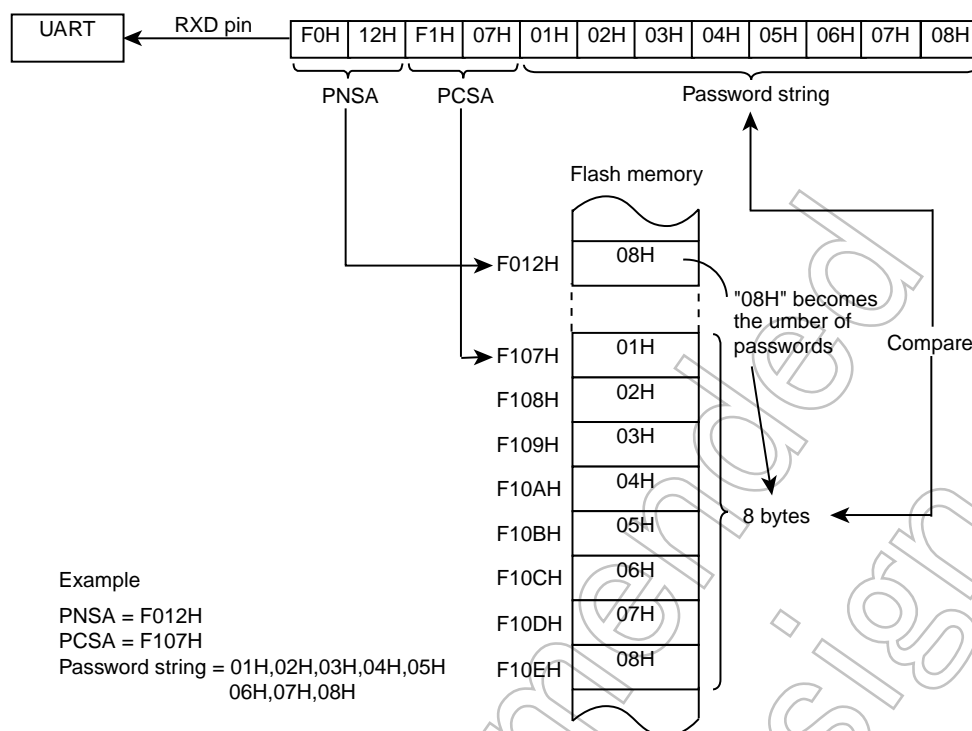 UART
RXD pin
F0H 12H F1H 07H 01H 02H 03H 04H 05H 06H 07H 08H
PNSA PCSA Password string
Flash memory
F012H 08H
"08H" becomes
the umber of
passwords
Compare
F107H 01H
F108H 02H
F109H 03H
F10AH 04H
F10BH 05H
8 bytes
F10CH 06H
F10DH 07H
F10EH 08H
Example
PNSA = F012H
PCSA = F107H
Password string = 01H,02H,03H,04H,05H
06H,07H,08H